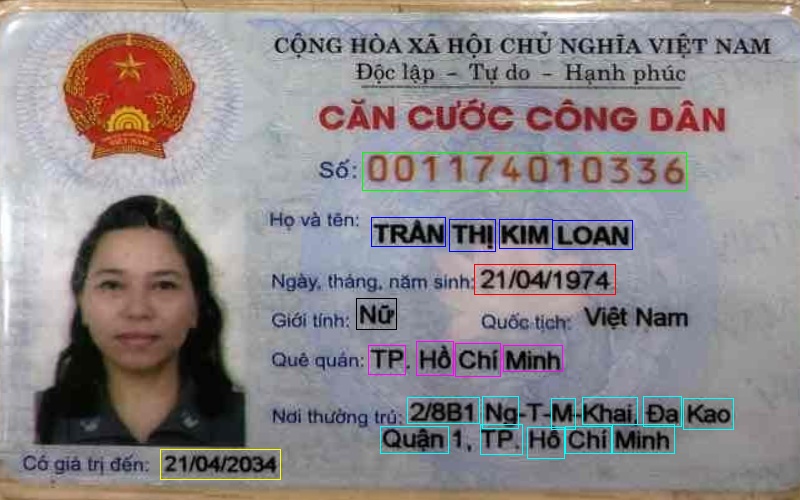 CỘNG HÒA XÃ HỘI CHỦ NGHĨA VIỆT NAM
Độc lập - Tự do - Hạnh phúc
CĂN CƯỚC CÔNG DÂN
Số: 001174010336
Họ và tên: TRẦN THỊ KIM LOAN
Ngày, tháng, năm sinh: 21/04/1974
Giới tính: Nữ Quốc tịch: Việt Nam
Quê quán: TP. Hồ Chí Minh
Nơi thường trú: 2/8B1 Ng-T-M-Khai, Đa Kao
Quận 1, TP. Hồ Chí Minh
Có giá trị đến: 21/04/2034